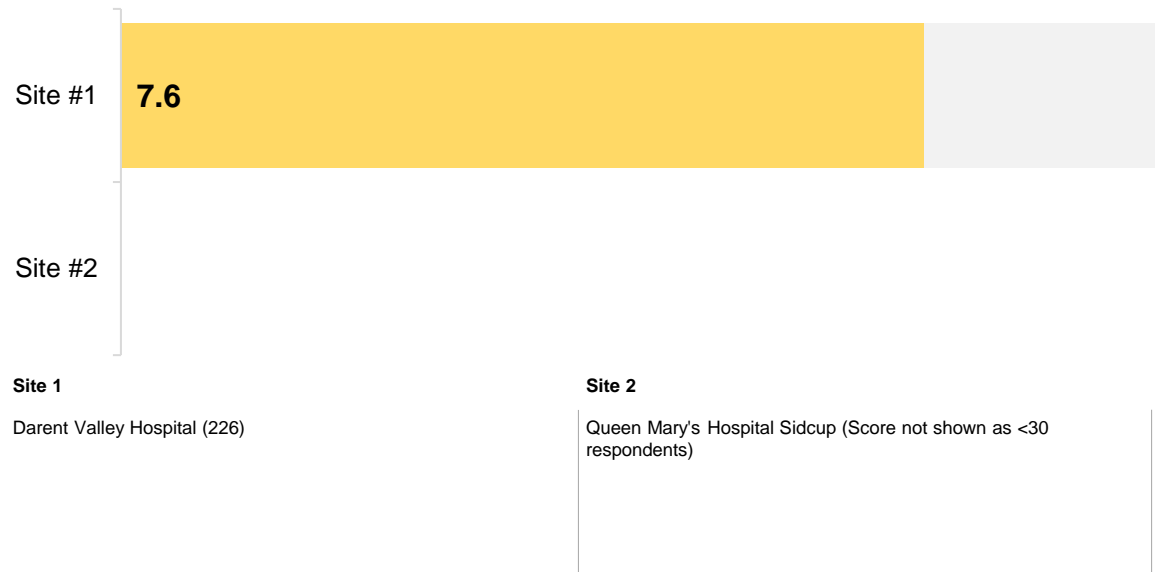 Site #1
7.6
Site #2
Site 1
Site 2
Darent Valley Hospital (226)
Queen Mary's Hospital Sidcup (Score not shown as <30
respondents)